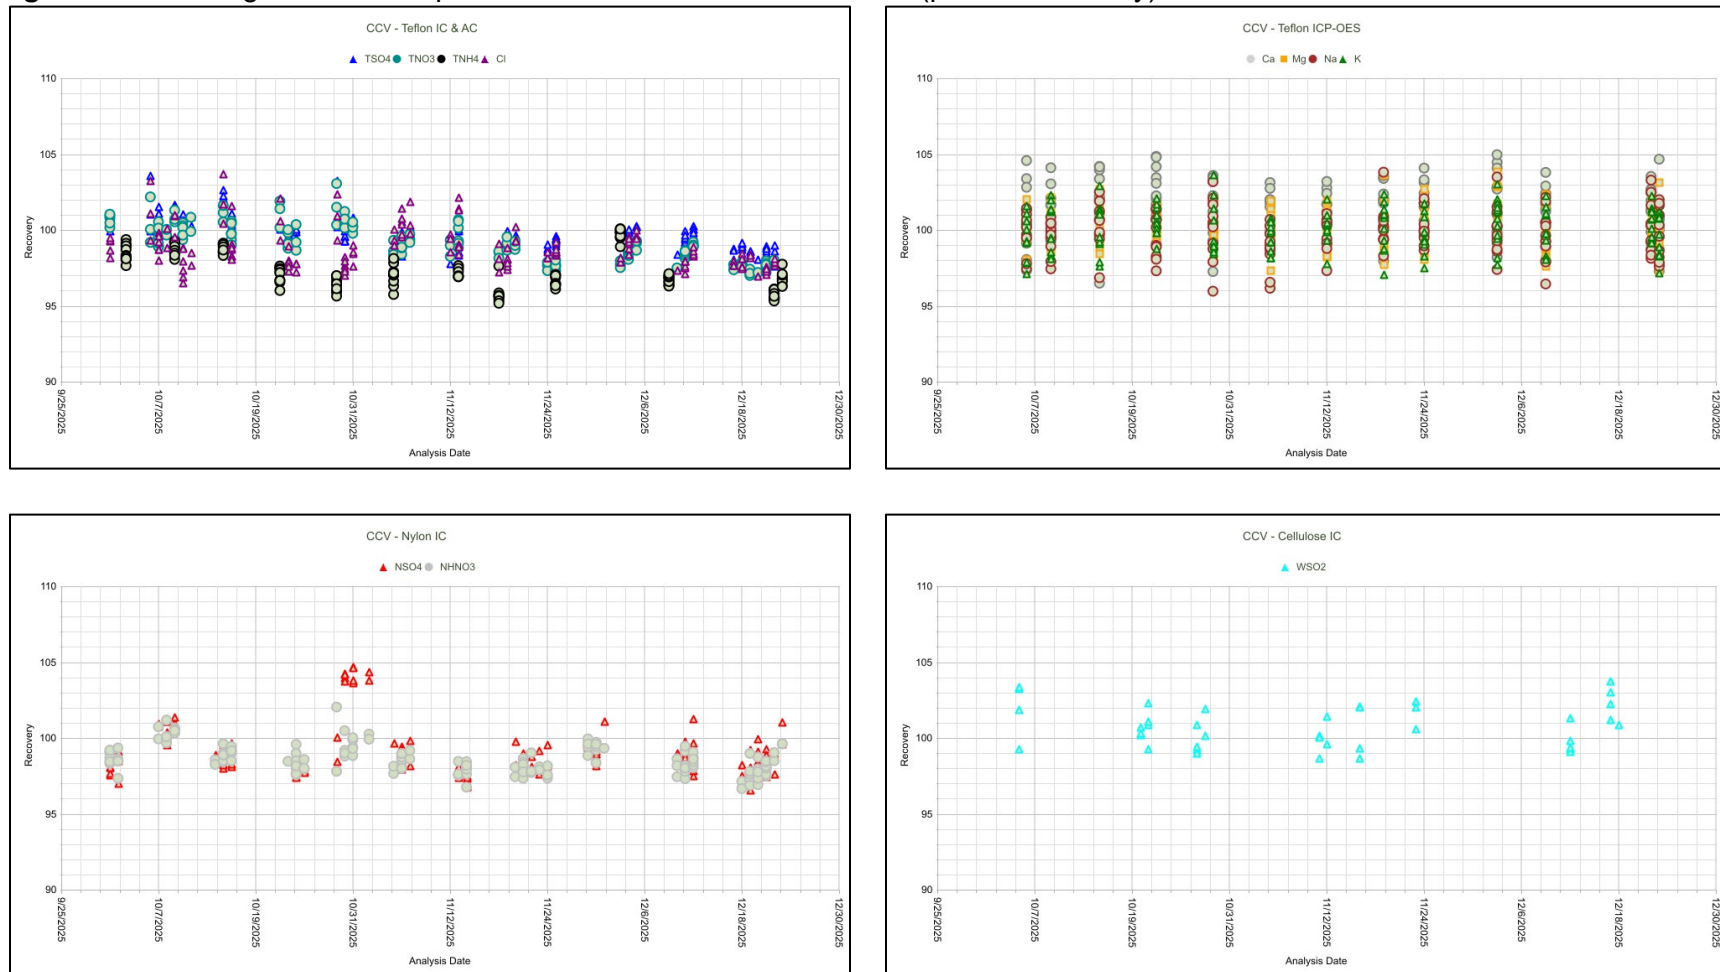 CCV - Teflon IC & AC
TSO4 TNO3 TNH4 Cl
110
105
100
95
90
Recovery
9/25/2025 10/7/2025 10/19/2025 10/31/2025 11/12/2025 11/24/2025 12/6/2025 12/18/2025 12/30/2025
Analysis Date
CCV - Teflon ICP-OES
Ca Mg Na K
110
105
100
95
90
Recovery
9/25/2025 10/7/2025 10/19/2025 10/31/2025 11/12/2025 11/24/2025 12/6/2025 12/18/2025 12/30/2025
Analysis Date
CCV - Nylon IC
NSO4 NHNO3
110
105
100
95
90
Recovery
9/25/2025 10/7/2025 10/19/2025 10/31/2025 11/12/2025 11/24/2025 12/6/2025 12/18/2025 12/30/2025
Analysis Date
CCV - Cellulose IC
WSO2
110
105
100
95
90
Recovery
9/25/2025 10/7/2025 10/19/2025 10/31/2025 11/12/2025 11/24/2025 12/6/2025 12/18/2025 12/30/2025
Analysis Date